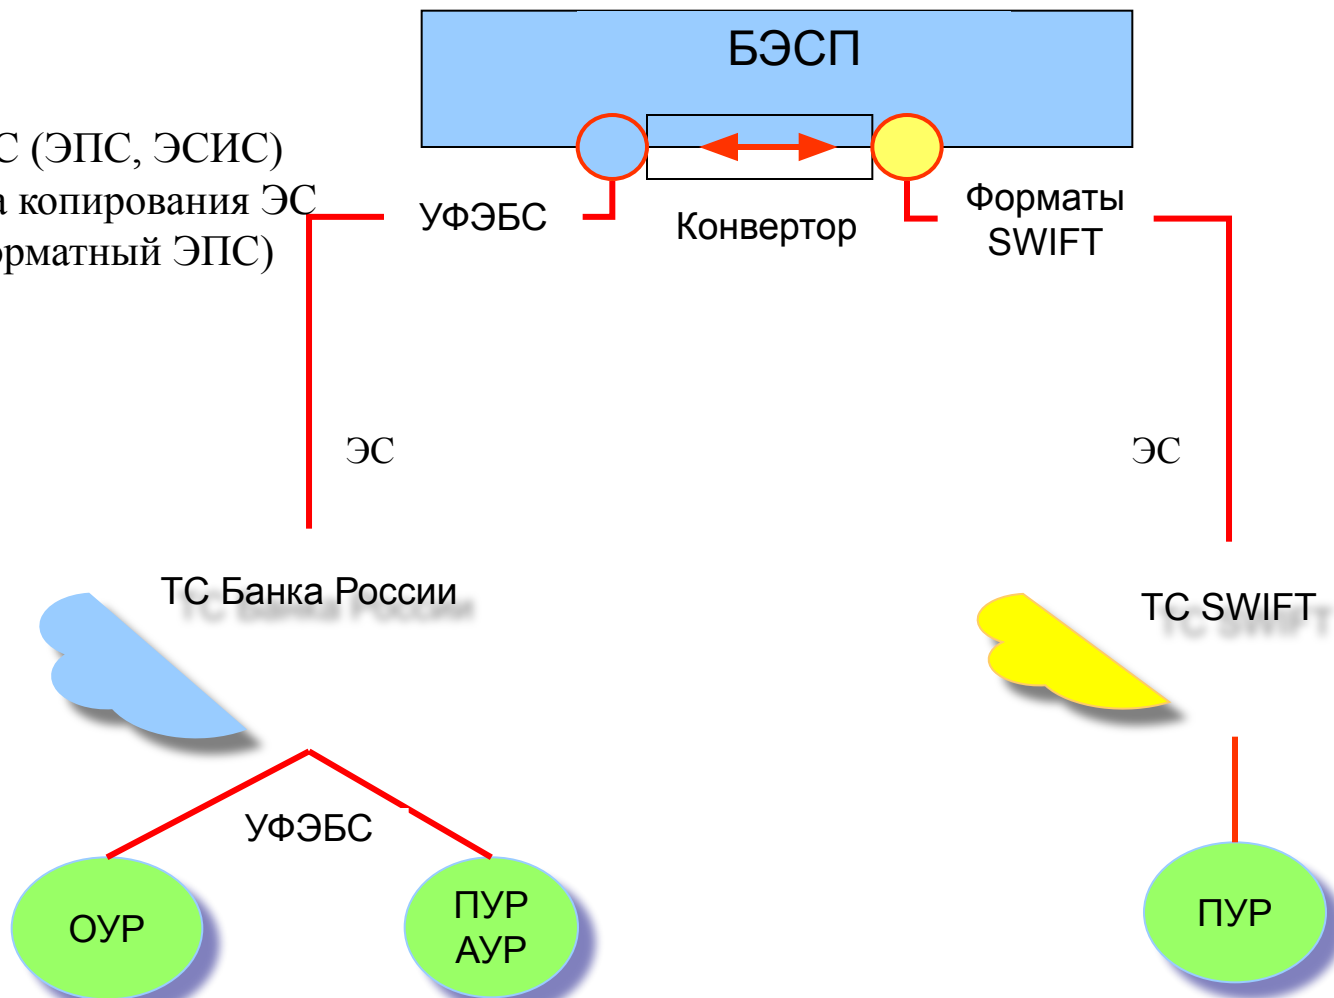 БЭСП
С (ЭПС, ЭСИС)
а копирования ЭС
орматный ЭПС)
УФЭБС
Конвертор
Форматы
SWIFT
ЭС
ЭС
ТС Банка России
ТС SWIFT
УФЭБС
ОУР
ПУР
АУР
ПУР